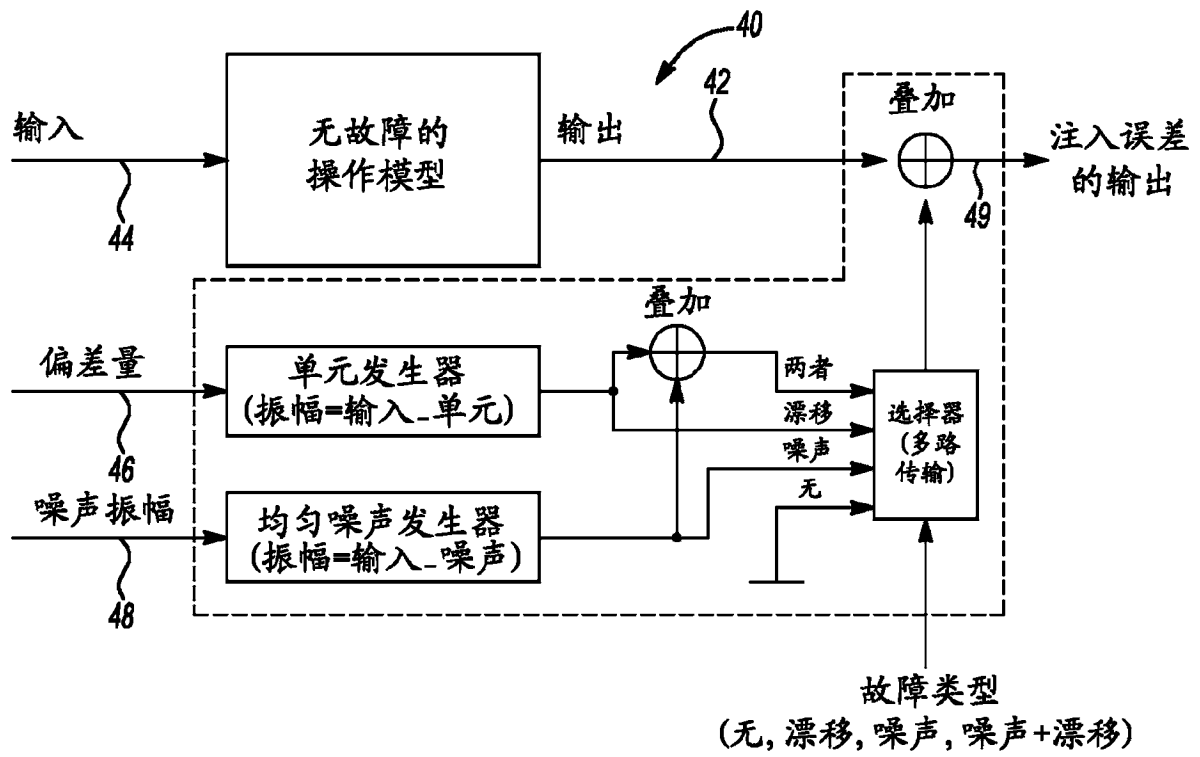 40
42
叠加
输入
无故障的
操作模型
输出
注入误差
的输出
44
49
叠加
偏差量
单元发生器
(振幅=输入_单元)
两者
漂移
噪声
无
选择器
(多路
传输)
46
噪声振幅
均匀噪声发生器
(振幅=输入_噪声)
48
故障类型
(无,漂移,噪声,噪声+漂移)